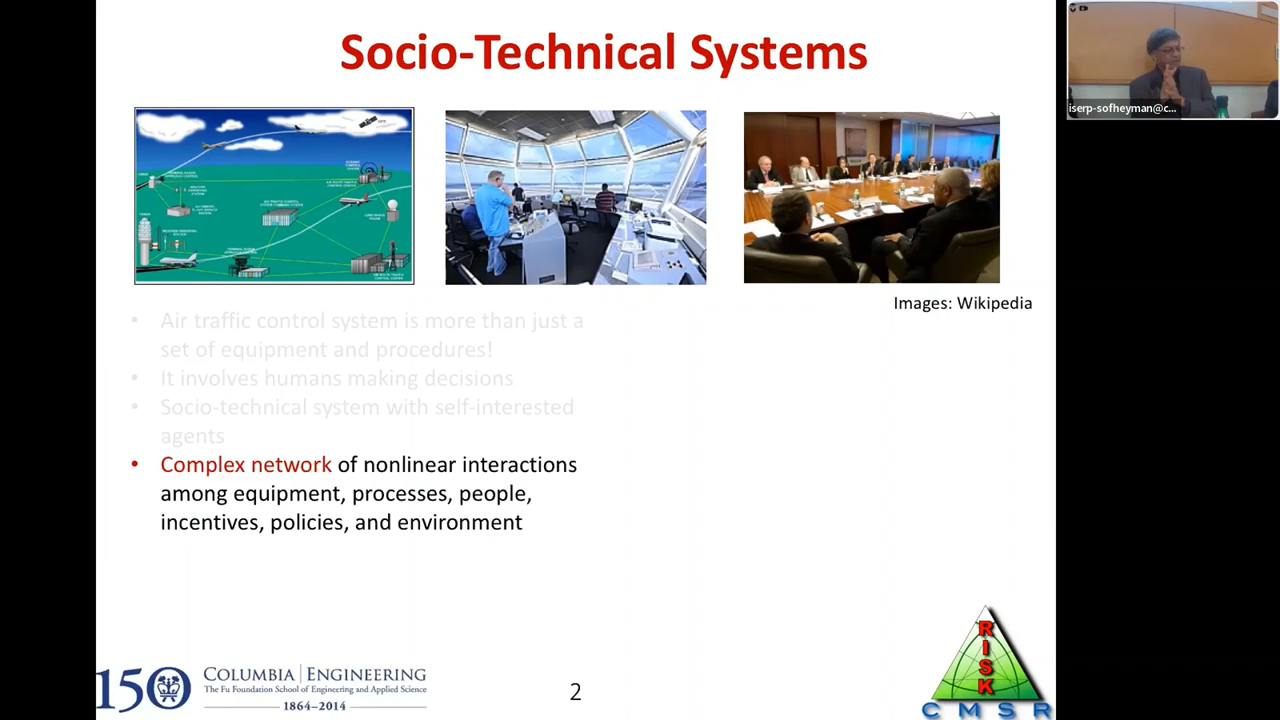 Socio-Technical Systems
iserp-sofheyman@c...
Images: Wikipedia
• Air traffic control system is more than just a
set of equipment and procedures!
• It involves humans making decisions
• Socio-technical system with self-interested
agents
• Complex network of nonlinear interactions
among equipment, processes, people,
incentives, policies, and environment
150
COLUMBIA | ENGINEERING
The Fu Foundation School of Engineering and Applied Science
1864–2014
2
RISK
CMSR